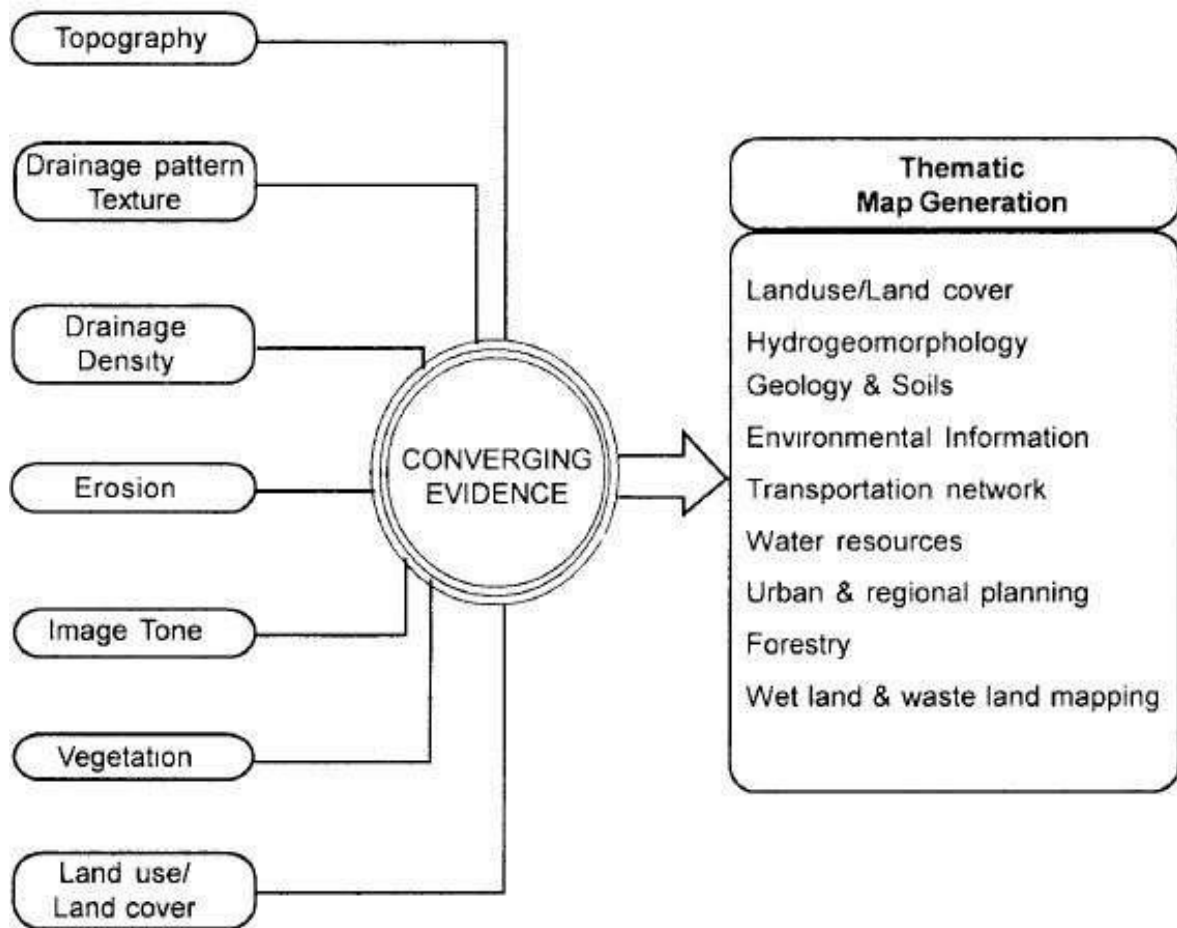 Topography
Drainage pattern
Texture
Drainage
Density
Erosion
Image Tone
Vegetation
Land use/
Land cover
CONVERGING
EVIDENCE
Thematic
Map Generation
Landuse/Land cover
Hydrogeomorphology
Geology & Soils
Environmental Information
Transportation network
Water resources
Urban & regional planning
Forestry
Wet land & waste land mapping